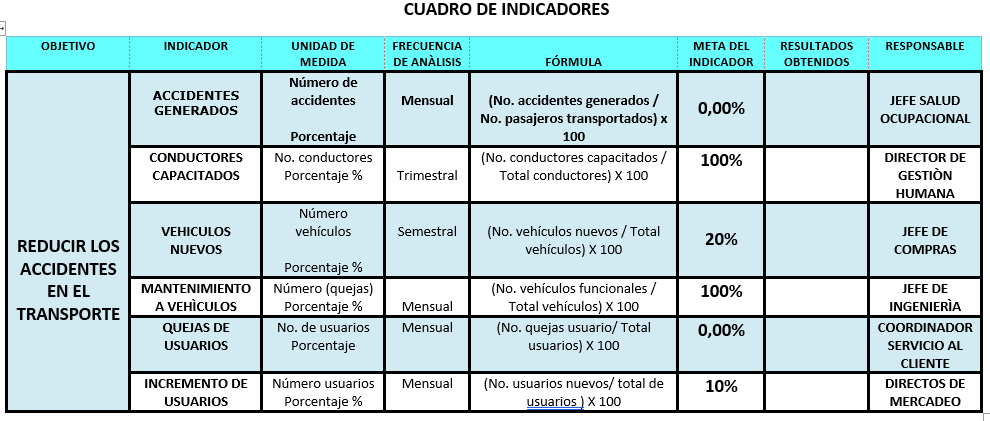 CUADRO DE INDICADORES
OBJETIVO
INDICADOR
UNIDAD DE
MEDIDA
FRECUENCIA
DE ANÀLISIS
FÓRMULA
META DEL
INDICADOR
RESULTADOS
OBTENIDOS
RESPONSABLE
REDUCIR LOS
ACCIDENTES
EN EL
TRANSPORTE
ACCIDENTES
GENERADOS
Número de
accidentes
Porcentaje
Mensual
(No. accidentes generados /
No. pasajeros transportados) x
100
0,00%
JEFE SALUD
OCUPACIONAL
CONDUCTORES
CAPACITADOS
No. conductores
Porcentaje %
Trimestral
(No. conductores capacitados /
Total conductores) X 100
100%
DIRECTOR DE
GESTIÒN
HUMANA
VEHICULOS
NUEVOS
Número
vehículos
Porcentaje %
Semestral
(No. vehículos nuevos / Total
vehículos) X 100
20%
JEFE DE
COMPRAS
MANTENIMIENTO
A VEHÌCULOS
Número (quejas)
Porcentaje %
Mensual
(No. vehículos funcionales /
Total vehículos) X 100
100%
JEFE DE
INGENIERÌA
QUEJAS DE
USUARIOS
No. de usuarios
Porcentaje
Mensual
(No. quejas usuario/ Total
usuarios) X 100
0,00%
COORDINADOR
SERVICIO AL
CLIENTE
INCREMENTO DE
USUARIOS
Número usuarios
Porcentaje %
Mensual
(No. usuarios nuevos/ total de
usuarios ) X 100
10%
DIRECTOS DE
MERCADEO